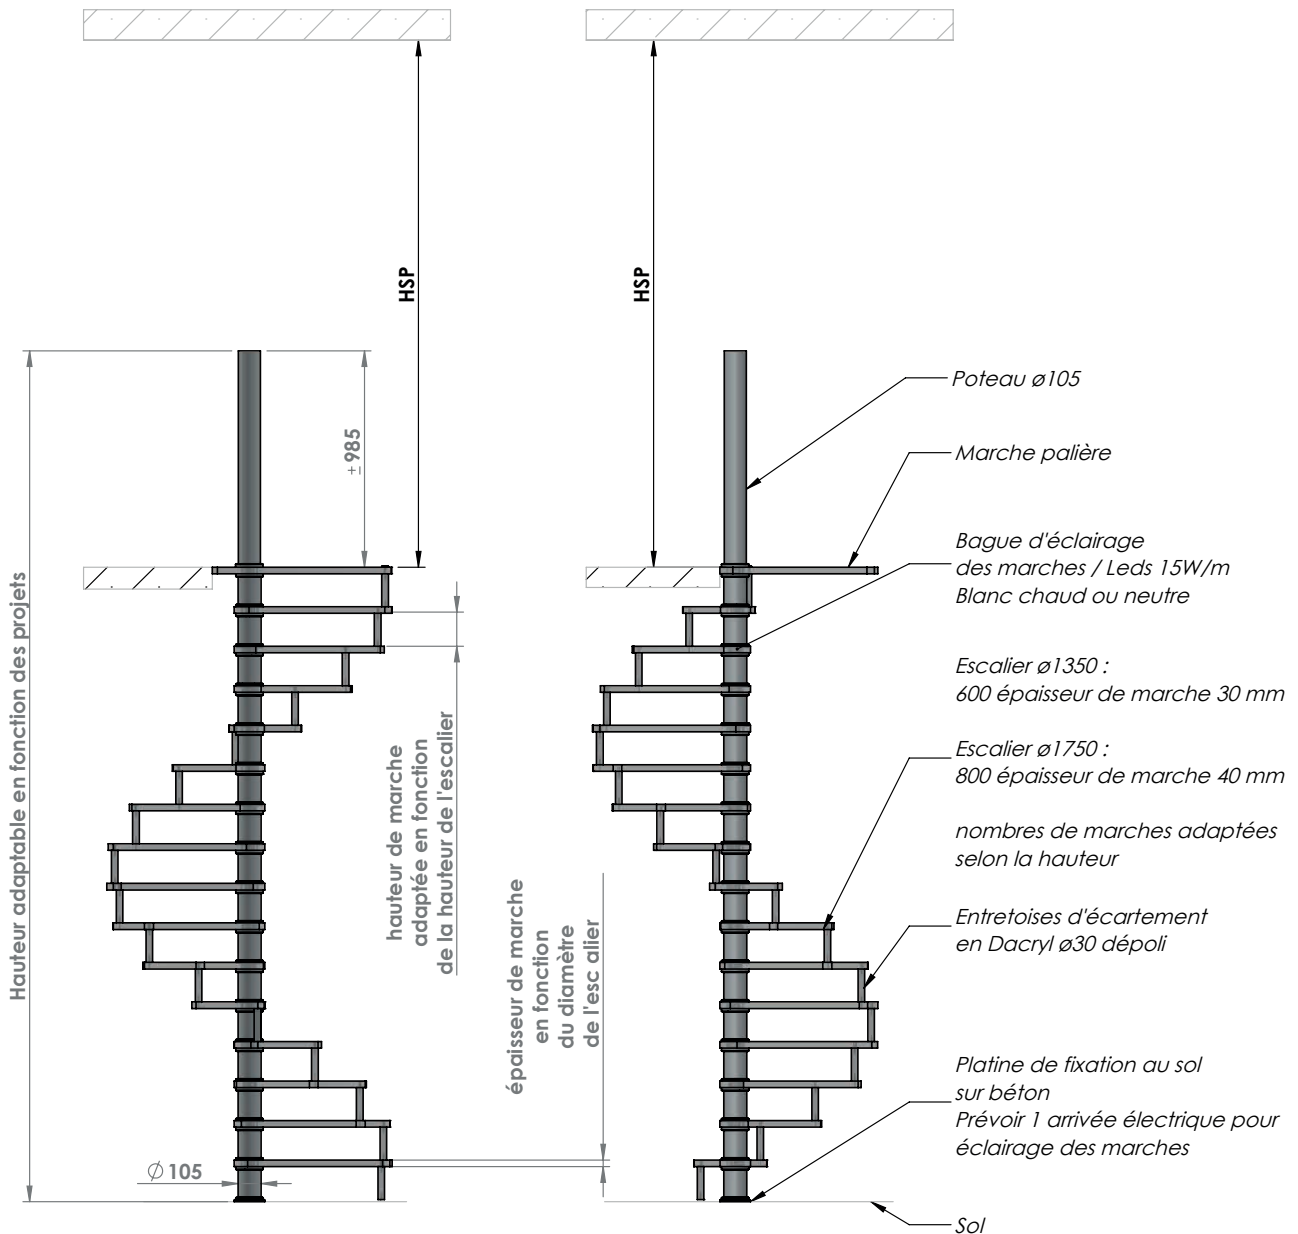 HSP
HSP
Hauteur adaptable en fonction des projets
±985
hauteur de marche
adaptée en fonction
de la hauteur de l'escalier
épaisseur de marche
en fonction
du diamètre
de l'esc alier
∅ 105
Poteau ø105
Marche palière
Bague d'éclairage
des marches / Leds 15W/m
Blanc chaud ou neutre
Escalier ø1350 :
600 épaisseur de marche 30 mm
Escalier ø1750 :
800 épaisseur de marche 40 mm
nombres de marches adaptées
selon la hauteur
Entretoises d'écartement
en Dacryl ø30 dépoli
Platine de fixation au sol
sur béton
Prévoir 1 arrivée électrique pour
éclairage des marches
Sol